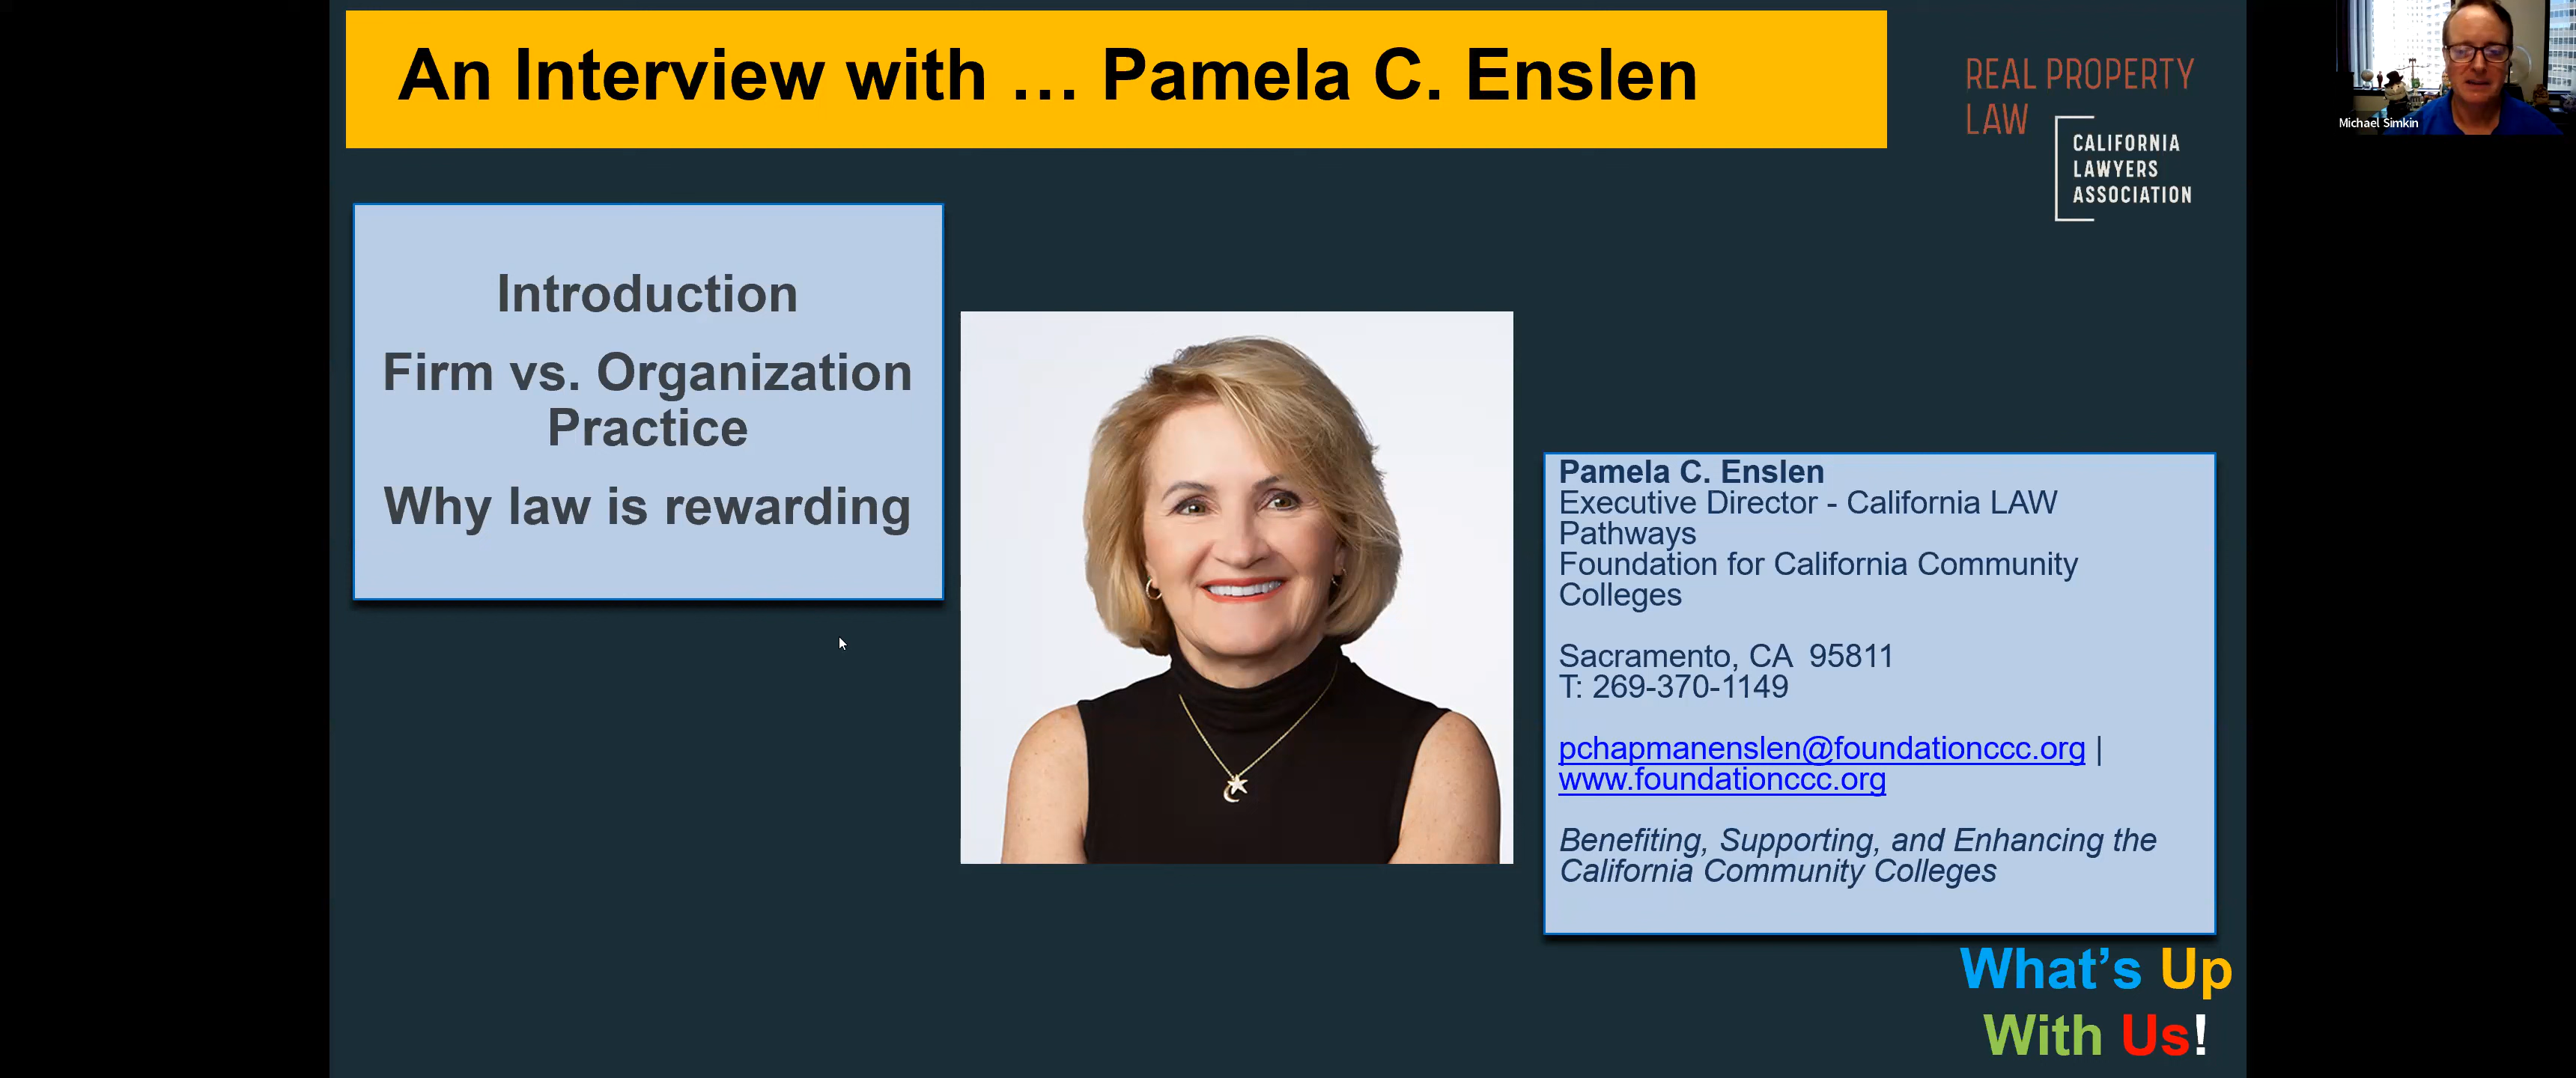 An Interview with … Pamela C. Enslen
REAL PROPERTY
LAW
CALIFORNIA
LAWYERS
ASSOCIATION
Michael Simkin
Introduction
Firm vs. Organization
Practice
Why law is rewarding
Pamela C. Enslen
Executive Director - California LAW
Pathways
Foundation for California Community
Colleges
Sacramento, CA  95811
T: 269-370-1149
pchapmanenslen@foundationccc.org |
www.foundationccc.org
Benefiting, Supporting, and Enhancing the
California Community Colleges
What’s Up
With Us!